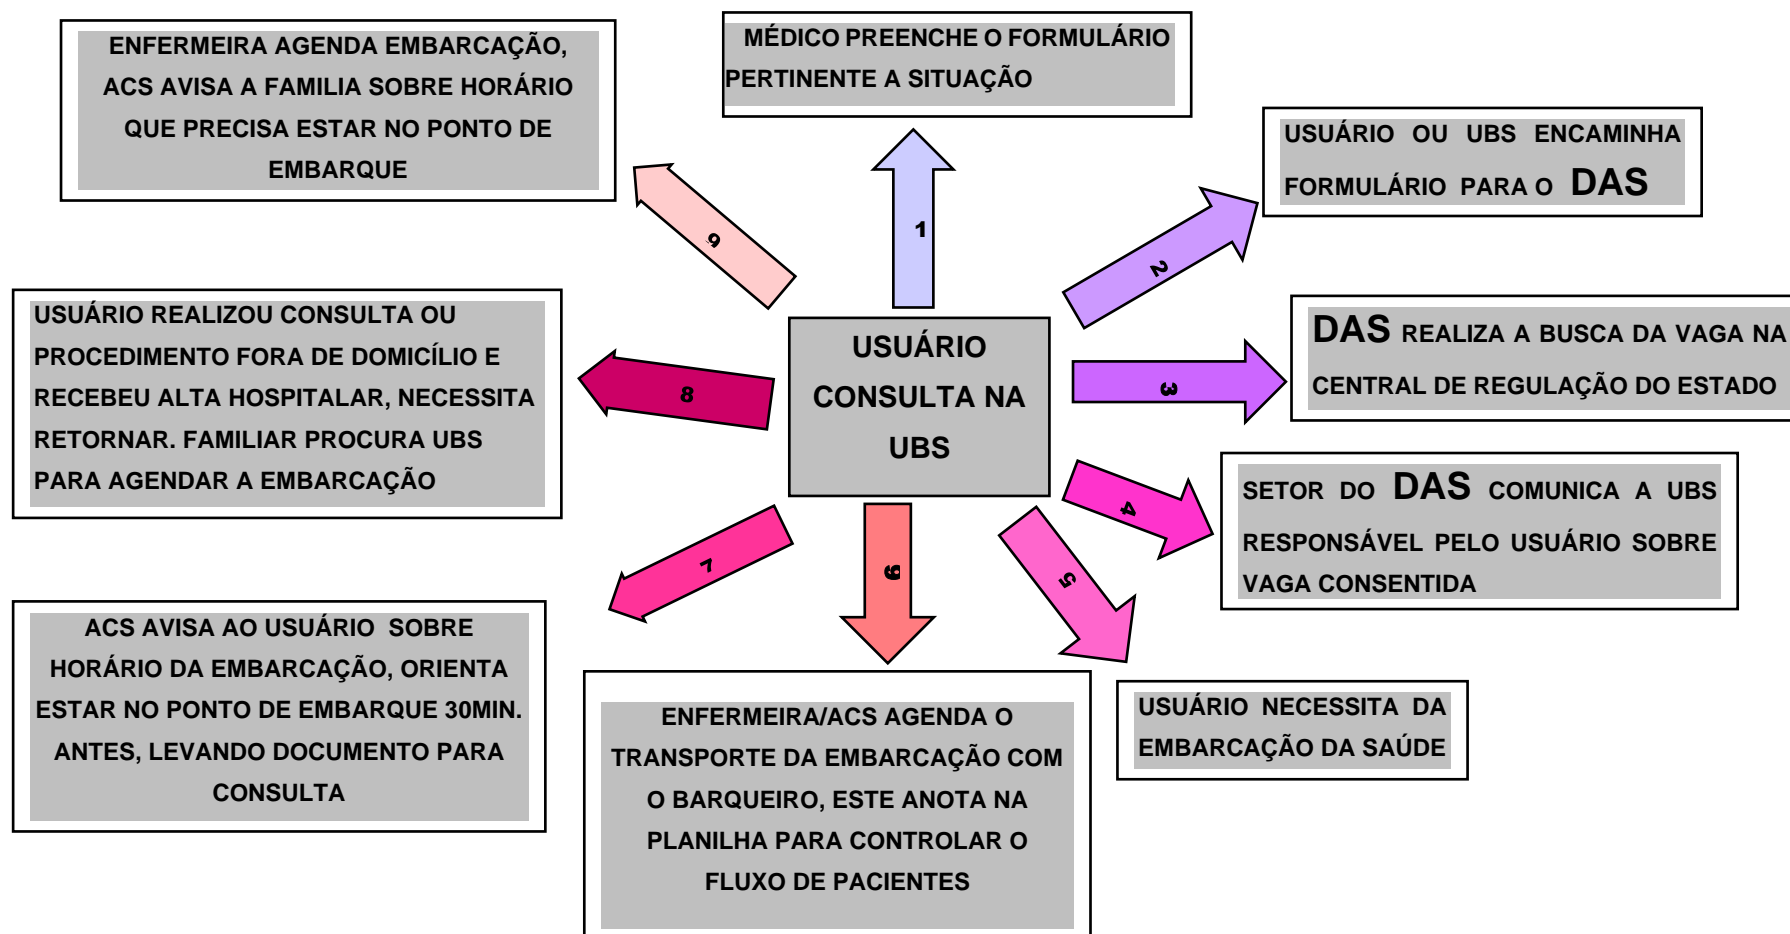 ENFERMEIRA AGENDA EMBARCAÇÃO,
ACS AVISA A FAMILIA SOBRE HORÁRIO
QUE PRECISA ESTAR NO PONTO DE
EMBARQUE
MÉDICO PREENCHE O FORMULÁRIO
PERTINENTE A SITUAÇÃO
USUÁRIO OU UBS ENCAMINHA
FORMULÁRIO PARA O DAS
9
1
2
USUÁRIO REALIZOU CONSULTA OU
PROCEDIMENTO FORA DE DOMICÍLIO E
RECEBEU ALTA HOSPITALAR, NECESSITA
RETORNAR. FAMILIAR PROCURA UBS
PARA AGENDAR A EMBARCAÇÃO
8
USUÁRIO
CONSULTA NA
UBS
3
DAS REALIZA A BUSCA DA VAGA NA
CENTRAL DE REGULAÇÃO DO ESTADO
4
SETOR DO DAS COMUNICA A UBS
RESPONSÁVEL PELO USUÁRIO SOBRE
VAGA CONSENTIDA
7
6
5
ACS AVISA AO USUÁRIO SOBRE
HORÁRIO DA EMBARCAÇÃO, ORIENTA
ESTAR NO PONTO DE EMBARQUE 30MIN.
ANTES, LEVANDO DOCUMENTO PARA
CONSULTA
ENFERMEIRA/ACS AGENDA O
TRANSPORTE DA EMBARCAÇÃO COM
O BARQUEIRO, ESTE ANOTA NA
PLANILHA PARA CONTROLAR O
FLUXO DE PACIENTES
USUÁRIO NECESSITA DA
EMBARCAÇÃO DA SAÚDE